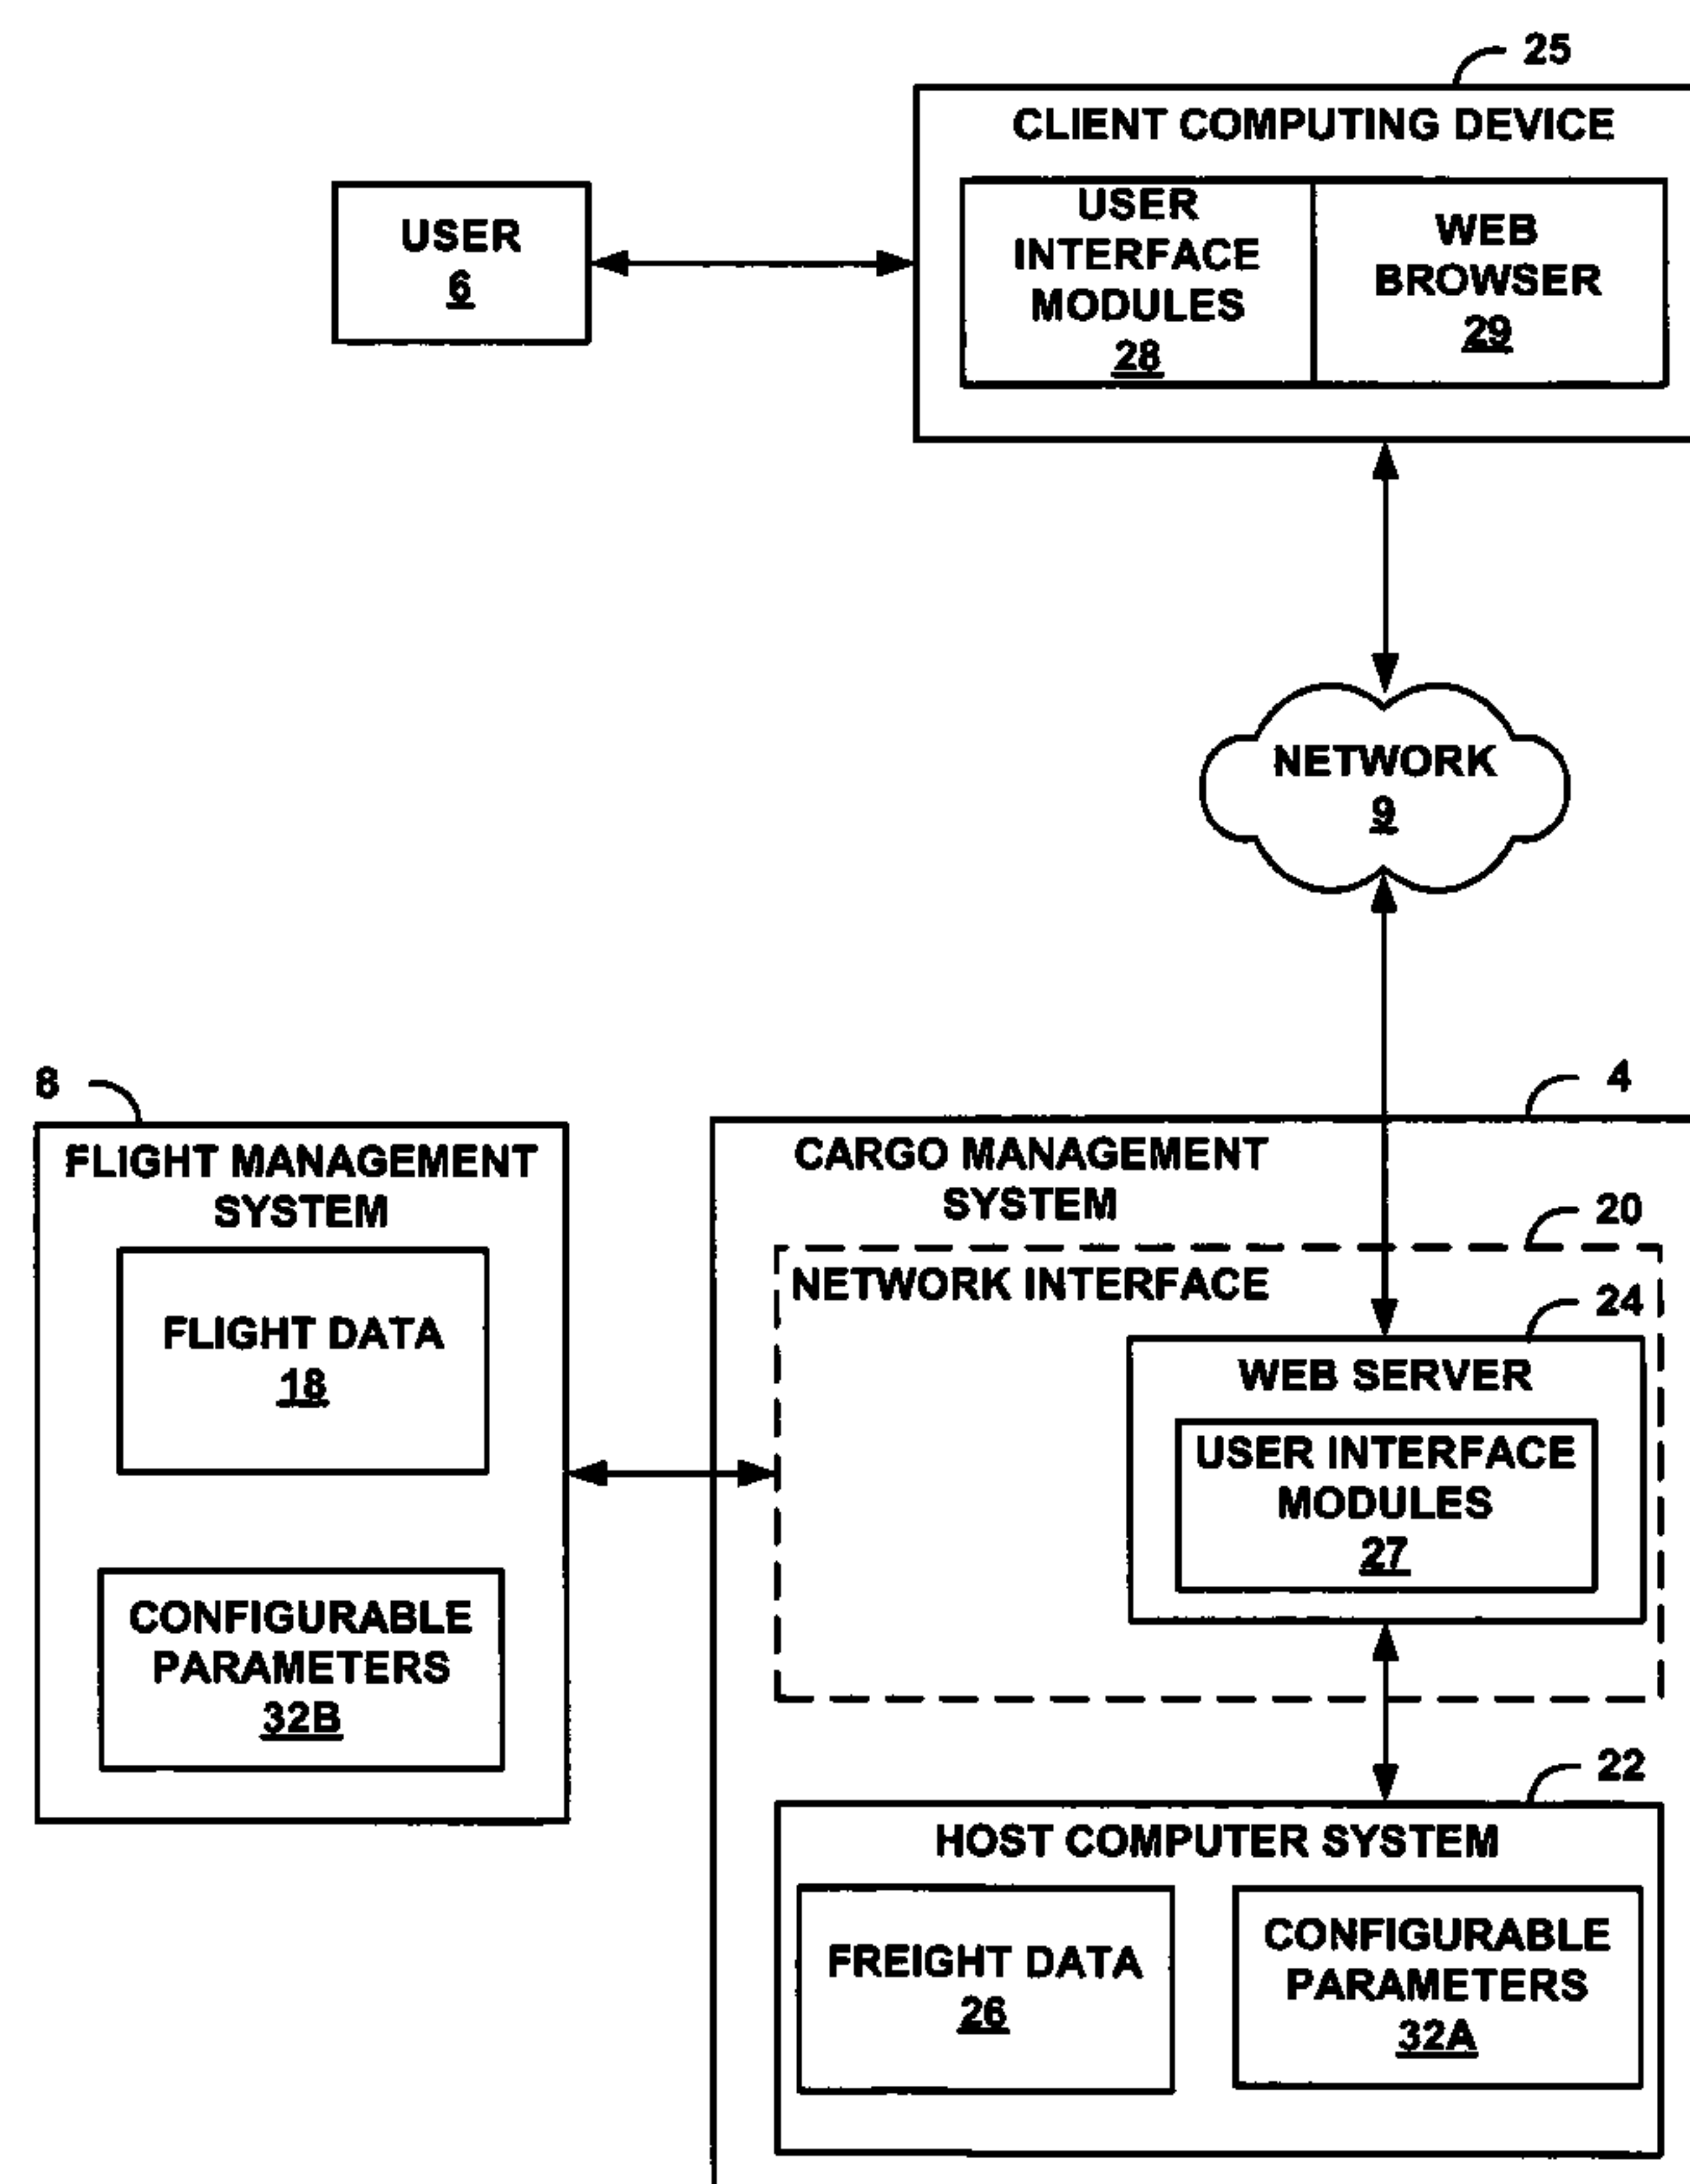 25
CLIENT COMPUTING DEVICE
USER
INTERFACE
MODULES
28
WEB
BROWSER
29
USER
6
NETWORK
9
8
FLIGHT MANAGEMENT
SYSTEM
FLIGHT DATA
18
CONFIGURABLE
PARAMETERS
32B
4
CARGO MANAGEMENT
SYSTEM
20
NETWORK INTERFACE
24
WEB SERVER
USER INTERFACE
MODULES
27
22
HOST COMPUTER SYSTEM
FREIGHT DATA
26
CONFIGURABLE
PARAMETERS
32A